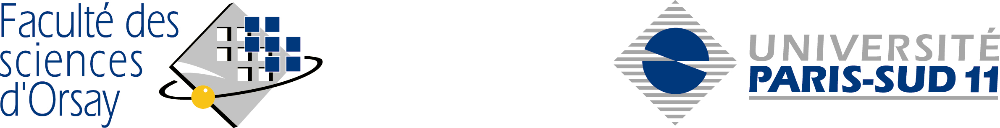 Faculté des
sciences
d'Orsay
UNIVERSITÉ
PARIS-SUD 11